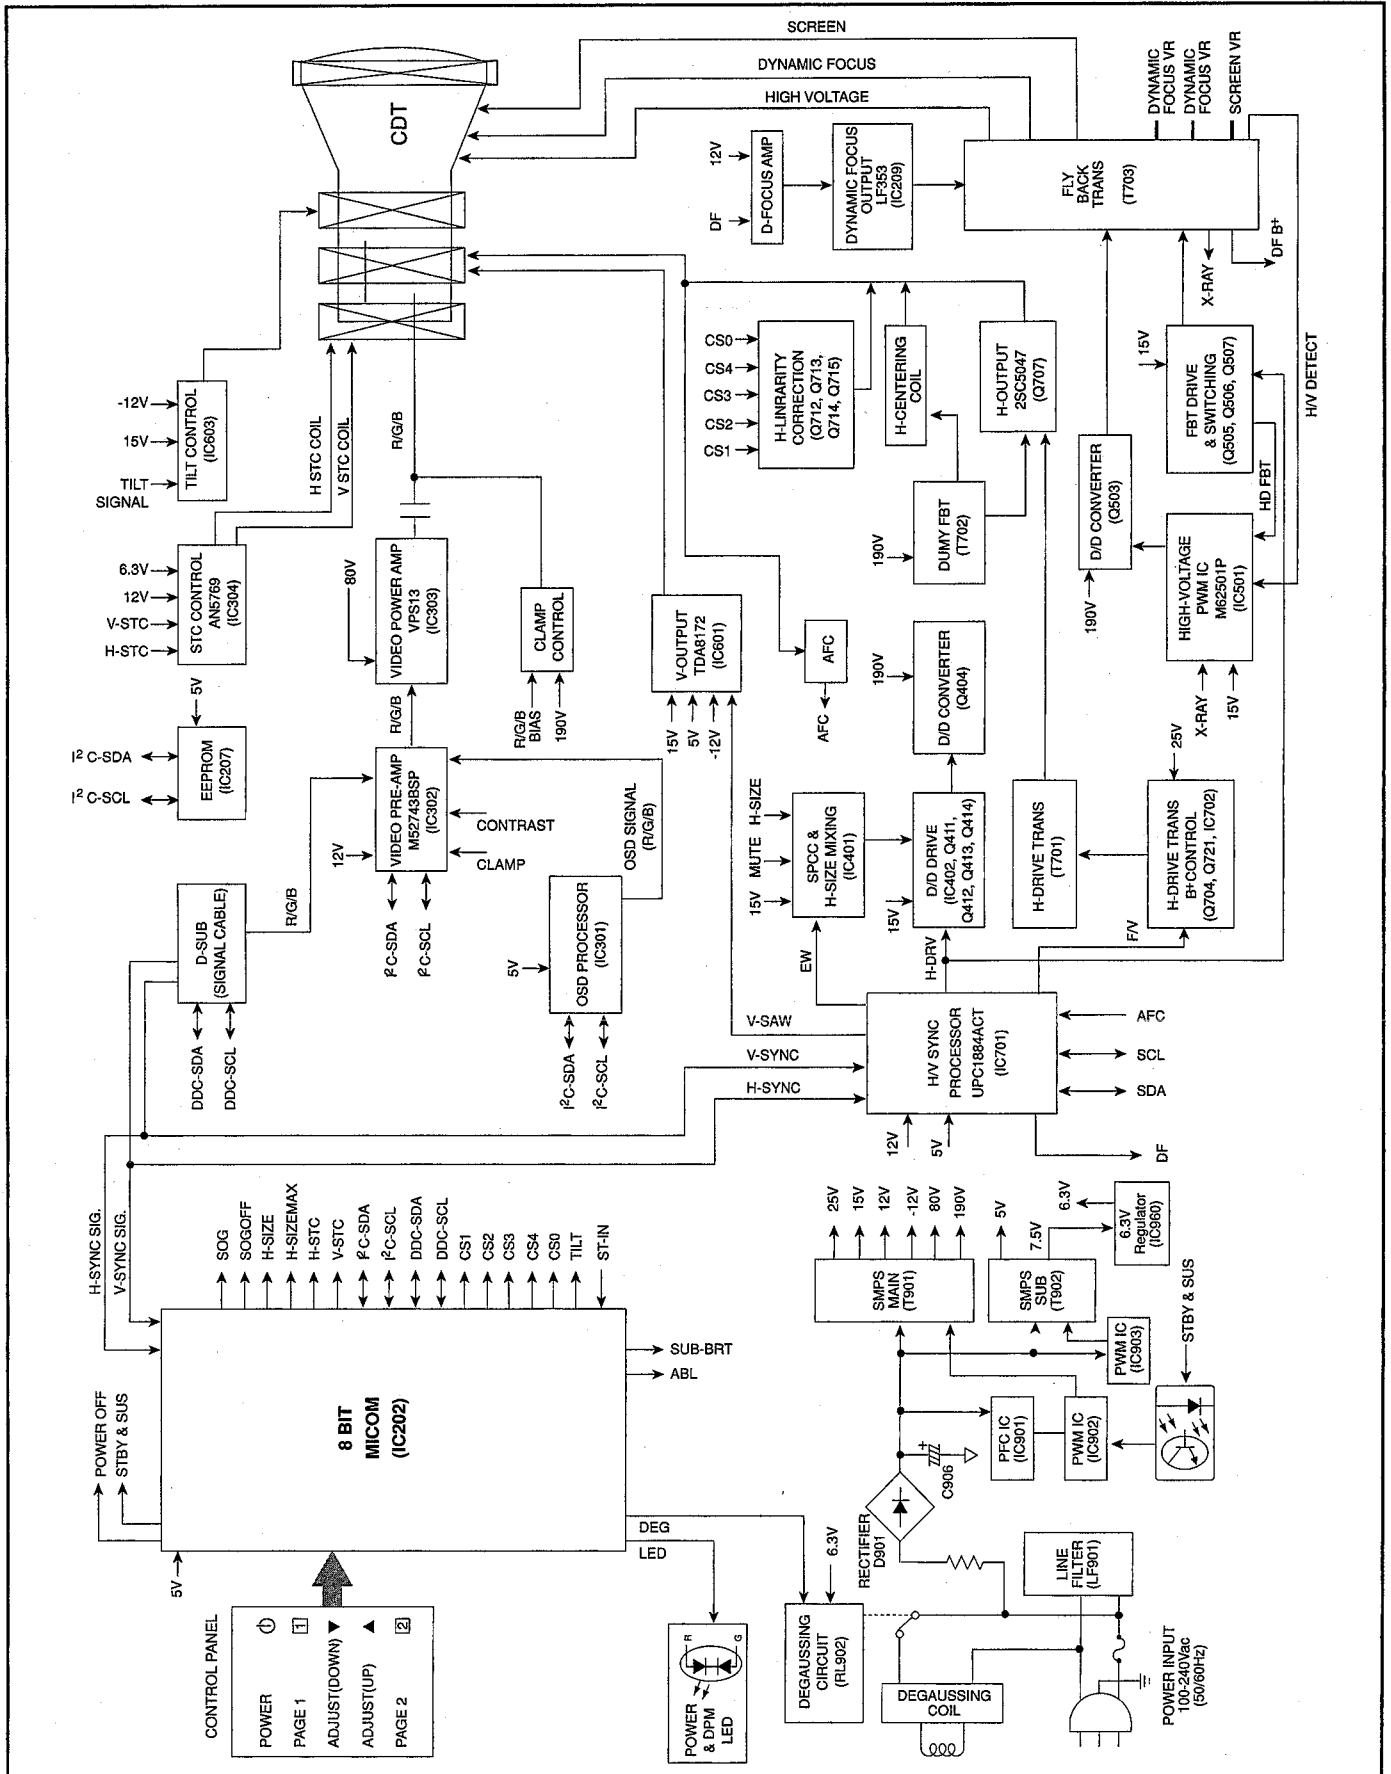 SCREEN
DYNAMIC FOCUS
HIGH VOLTAGE
CDT
DYNAMIC
FOCUS VR
DYNAMIC
FOCUS VR
SCREEN VR
12V
DF
D-FOCUS AMP
DYNAMIC FOCUS
OUTPUT
LF353
(IC209)
FLY
BACK
TRANS
(T703)
X-RAY
DF B+
H/V DETECT
-12V
15V
TILT
SIGNAL
TILT CONTROL
(IC603)
H STC COIL
V STC COIL
R/G/B
CS0
CS4
CS3
CS2
CS1
H-LINRARITY
CORRECTION
(Q712, Q713,
Q714, Q715)
H-CENTERING
COIL
H-OUTPUT
2SC5047
(Q707)
15V
FBT DRIVE
& SWITCHING
(Q505, Q506, Q507)
HD FBT
6.3V
12V
V-STC
H-STC
STC CONTROL
AN5769
(IC304)
80V
VIDEO POWER AMP
VPS13
(IC303)
CLAMP
CONTROL
R/G/B
BIAS
190V
V-OUTPUT
TDA8172
(IC601)
15V
5V
-12V
AFC
AFC
190V
DUMY FBT
(T702)
D/D CONVERTER
(Q503)
190V
HIGH-VOLTAGE
PWM IC
M62501P
(IC501)
X-RAY
15V
I² C-SDA
I² C-SCL
5V
EEPROM
(IC207)
R/G/B
VIDEO PRE-AMP
M52743BSP
(IC302)
12V
CONTRAST
CLAMP
I²C-SDA
I²C-SCL
OSD SIGNAL
(R/G/B)
190V
D/D CONVERTER
(Q404)
15V
MUTE
H-SIZE
SPCC &
H-SIZE MIXING
(IC401)
15V
D/D DRIVE
(IC402, Q411,
Q412, Q413, Q414)
H-DRIVE TRANS
(T701)
25V
H-DRIVE TRANS
B+CONTROL
(Q704, Q721, IC702)
D-SUB
(SIGNAL CABLE)
R/G/B
DDC-SDA
DDC-SCL
5V
OSD PROCESSOR
(IC301)
I²C-SDA
I²C-SCL
EW
H-DRV
F/V
V-SAW
V-SYNC
H-SYNC
H/V SYNC
PROCESSOR
UPC1884ACT
(IC701)
AFC
SCL
SDA
12V
5V
DF
H-SYNC SIG.
V-SYNC SIG.
SOG
SOGOFF
H-SIZE
H-SIZEMAX
H-STC
V-STC
I²C-SDA
I²C-SCL
DDC-SDA
DDC-SCL
CS1
CS2
CS3
CS4
CS0
TILT
ST-IN
25V
15V
12V
-12V
80V
190V
5V
7.5V
6.3V
6.3V
Regulator
(IC960)
SMPS
MAIN
(T901)
SMPS
SUB
(T902)
PWM IC
(IC903)
STBY & SUS
POWER OFF
STBY & SUS
8 BIT
MICOM
(IC202)
SUB-BRT
ABL
DEG
LED
5V
PFC IC
(IC901)
PWM IC
(IC902)
+
C906
RECTIFIER
D901
6.3V
LINE
FILTER
(LF901)
CONTROL PANEL
POWER
PAGE 1 1
ADJUST(DOWN) ▼
ADJUST(UP) ▲
PAGE 2 2
R
G
POWER
& DPM
LED
DEGAUSSING
CIRCUIT
(RL902)
DEGAUSSING
COIL
POWER INPUT
100-240Vac
(50/60Hz)